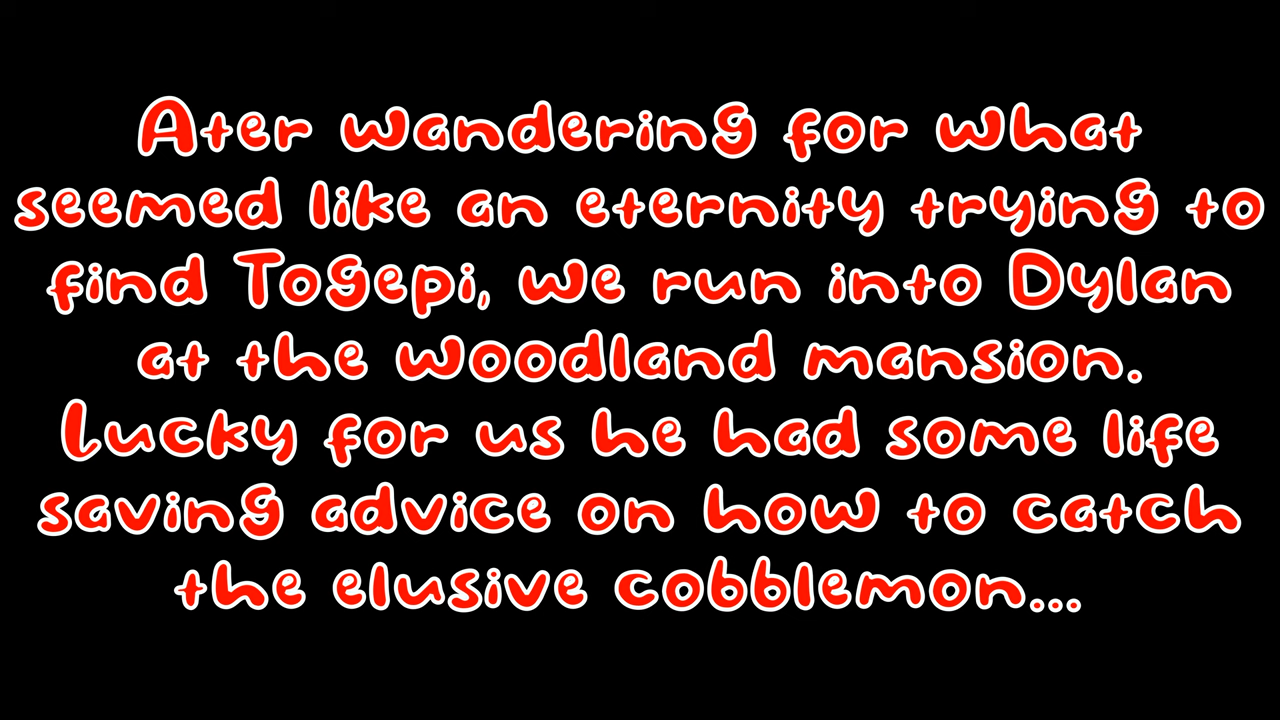 Ater wandering for what
seemed like an eternity trying to
find Togepi, we run into Dylan
at the woodland mansion.
Lucky for us he had some life
saving advice on how to catch
the elusive cobblemon...